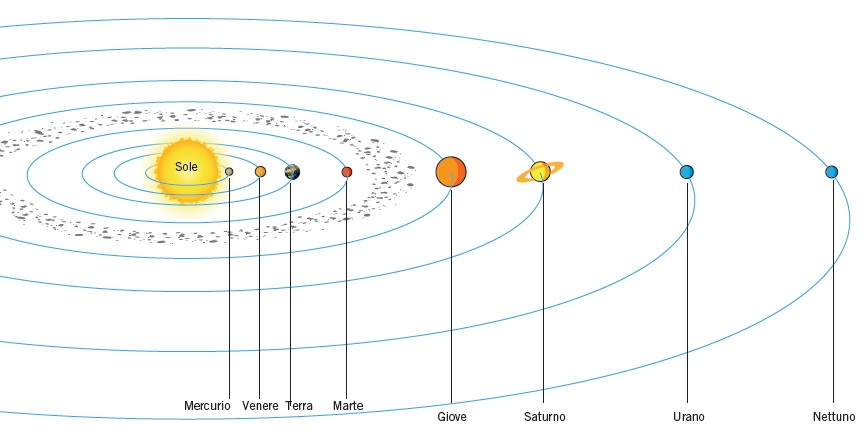 Sole
Mercurio
Venere
Terra
Marte
Giove
Saturno
Urano
Nettuno